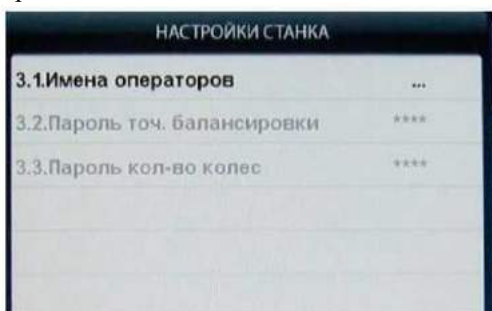 НАСТРОЙКИ СТАНКА
3.1.Имена операторов ...
3.2.Пароль точ. балансировки ****
3.3.Пароль кол-во колес ****